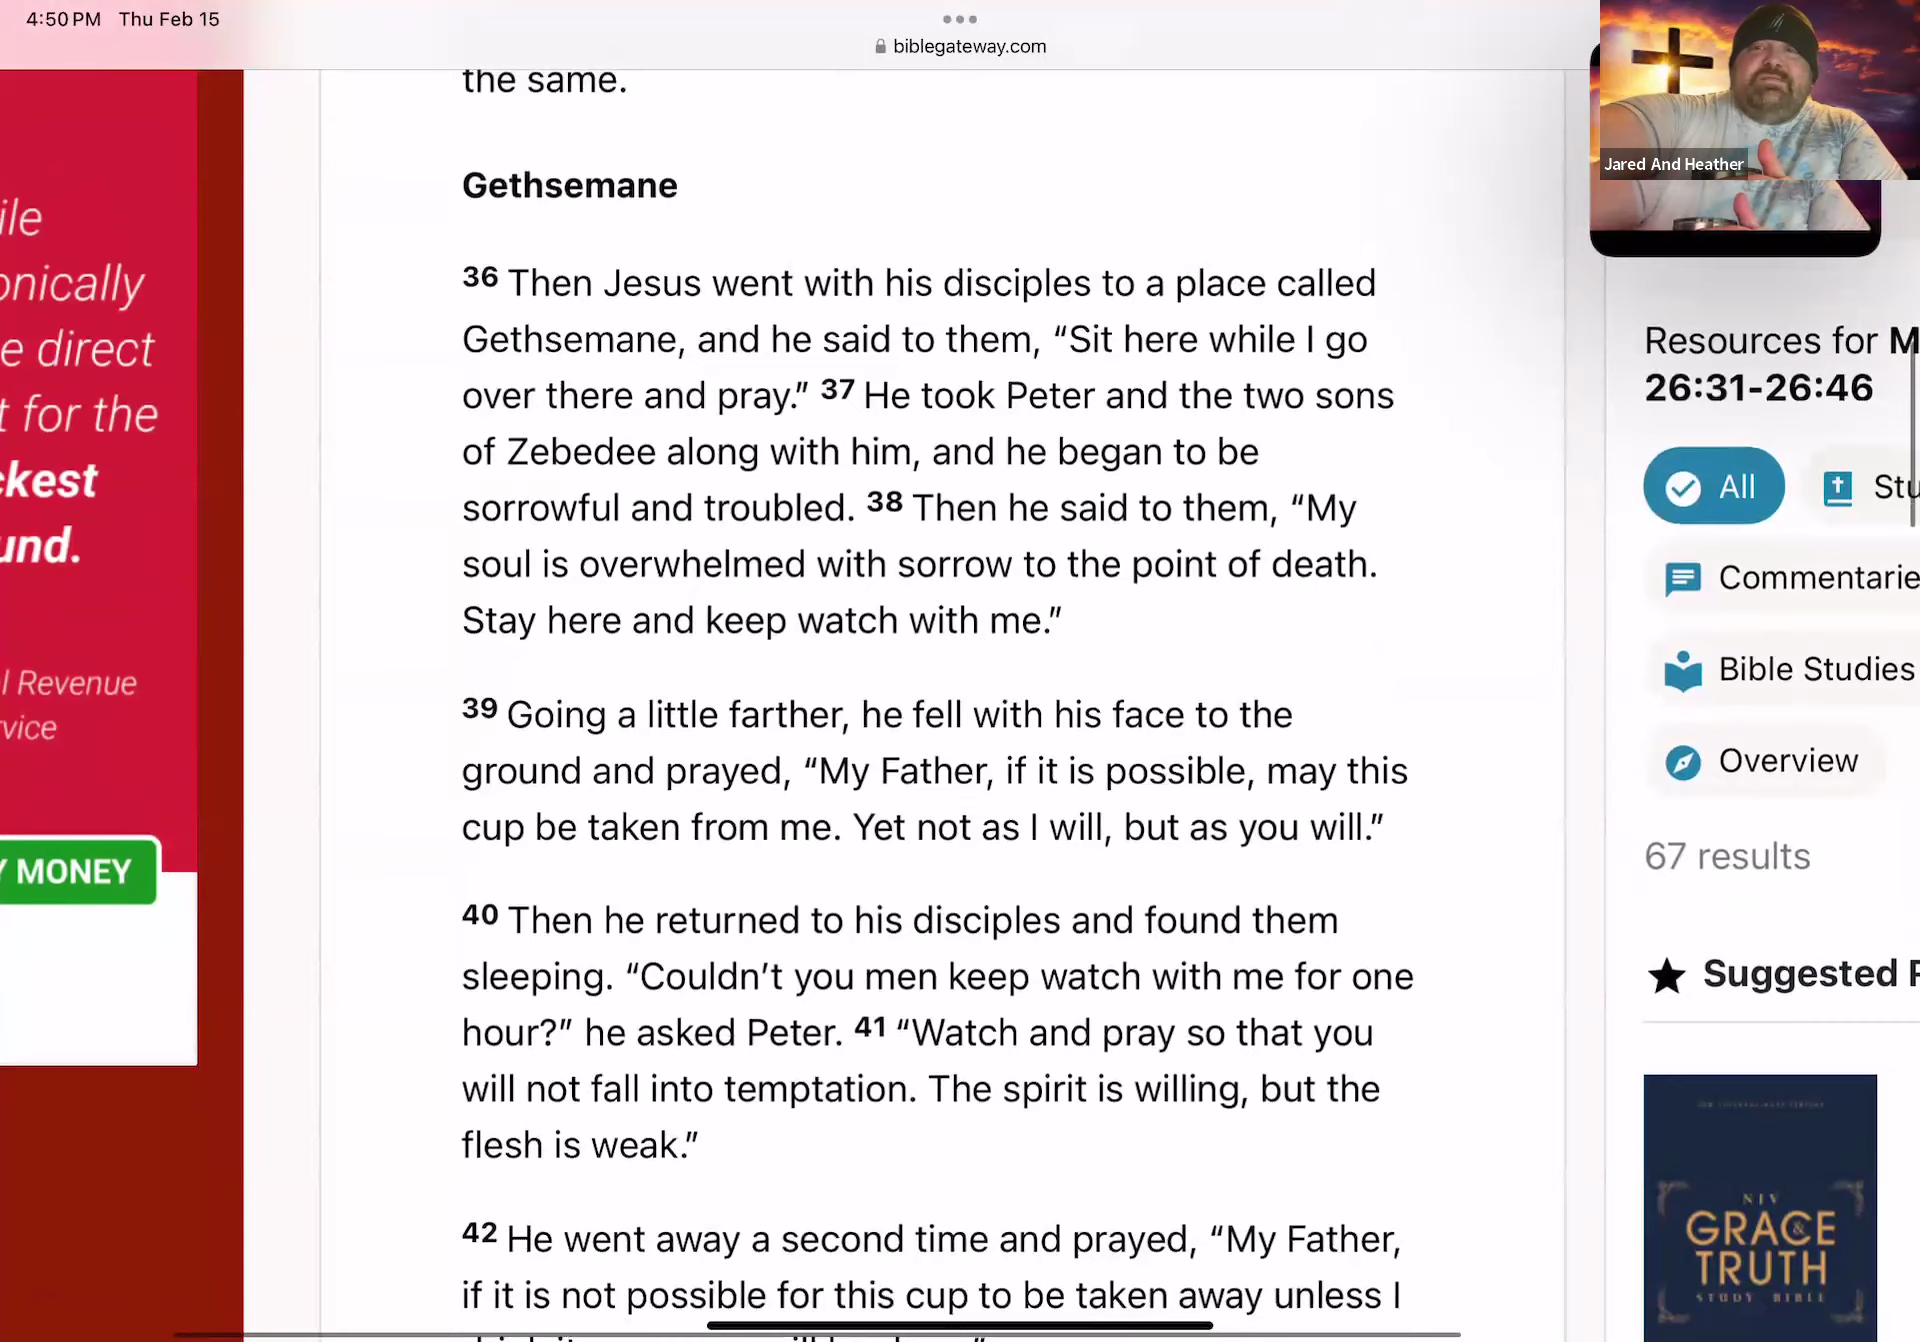 4:50 PM Thu Feb 15
biblegateway.com
Jared And Heather
the same.
Gethsemane
36 Then Jesus went with his disciples to a place called
Gethsemane, and he said to them, “Sit here while I go
over there and pray.” 37 He took Peter and the two sons
of Zebedee along with him, and he began to be
sorrowful and troubled. 38 Then he said to them, “My
soul is overwhelmed with sorrow to the point of death.
Stay here and keep watch with me.”
39 Going a little farther, he fell with his face to the
ground and prayed, “My Father, if it is possible, may this
cup be taken from me. Yet not as I will, but as you will.”
40 Then he returned to his disciples and found them
sleeping. “Couldn’t you men keep watch with me for one
hour?” he asked Peter. 41 “Watch and pray so that you
will not fall into temptation. The spirit is willing, but the
flesh is weak.”
42 He went away a second time and prayed, “My Father,
if it is not possible for this cup to be taken away unless I
ile
onically
e direct
t for the
ckest
und.
l Revenue
vice
Y MONEY
Resources for M
26:31-26:46
All
Stu
Commentarie
Bible Studies
Overview
67 results
Suggested
NIV
GRACE &
TRUTH
STUDY BIBLE